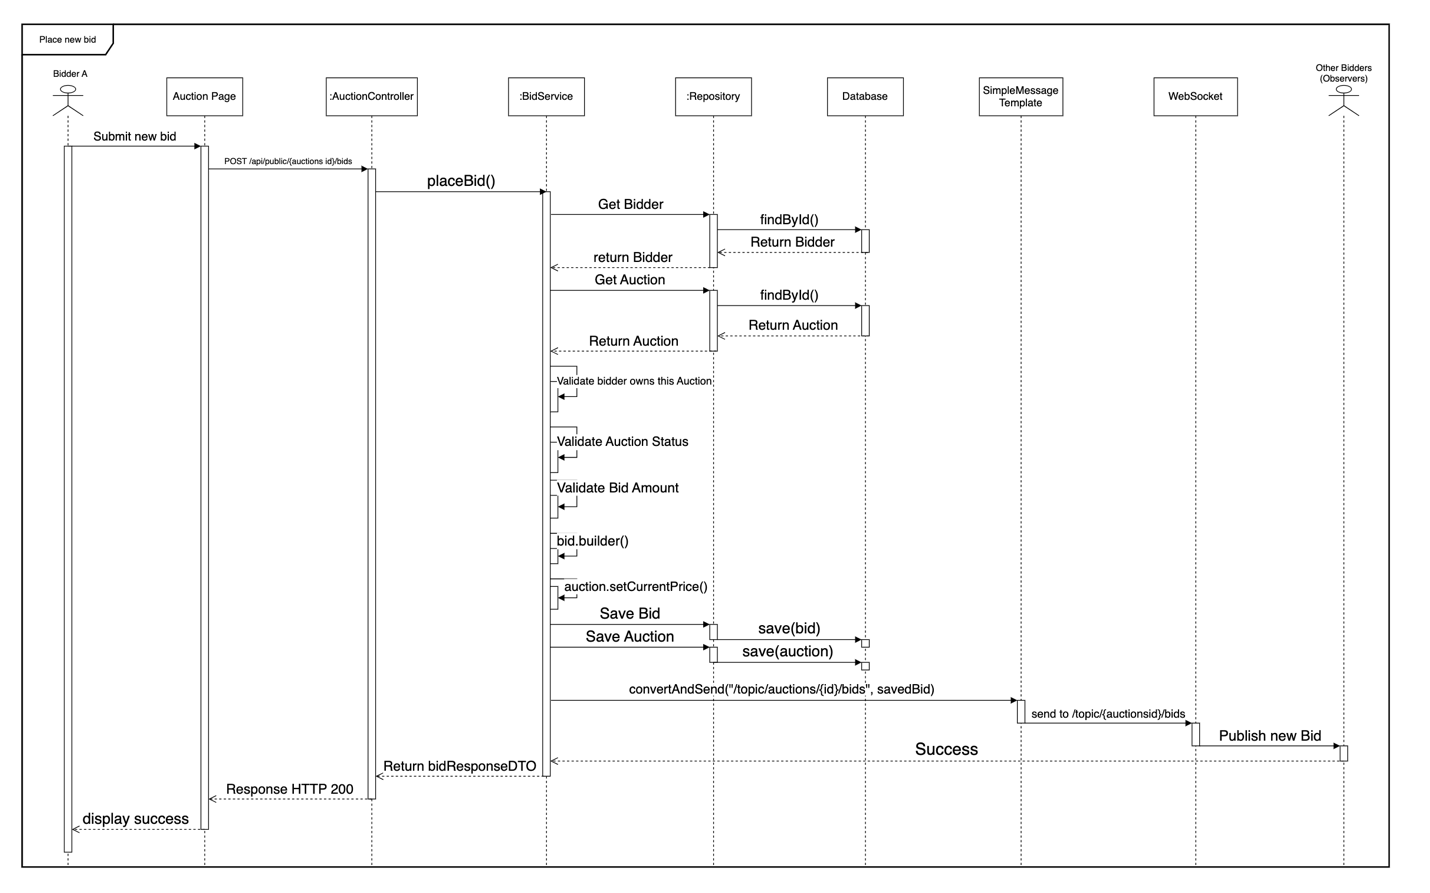 Place new bid
Bidder A
Auction Page
:AuctionController
:BidService
:Repository
Database
SimpleMessage
Template
WebSocket
Other Bidders
(Observers)
Submit new bid
POST /api/public/{auctions id}/bids
placeBid()
Get Bidder
findById()
Return Bidder
return Bidder
Get Auction
findById()
Return Auction
Return Auction
Validate bidder owns this Auction
Validate Auction Status
Validate Bid Amount
bid.builder()
auction.setCurrentPrice()
Save Bid
save(bid)
Save Auction
save(auction)
convertAndSend("/topic/auctions/{id}/bids", savedBid)
send to /topic/{auctionsid}/bids
Publish new Bid
Success
Return bidResponseDTO
Response HTTP 200
display success